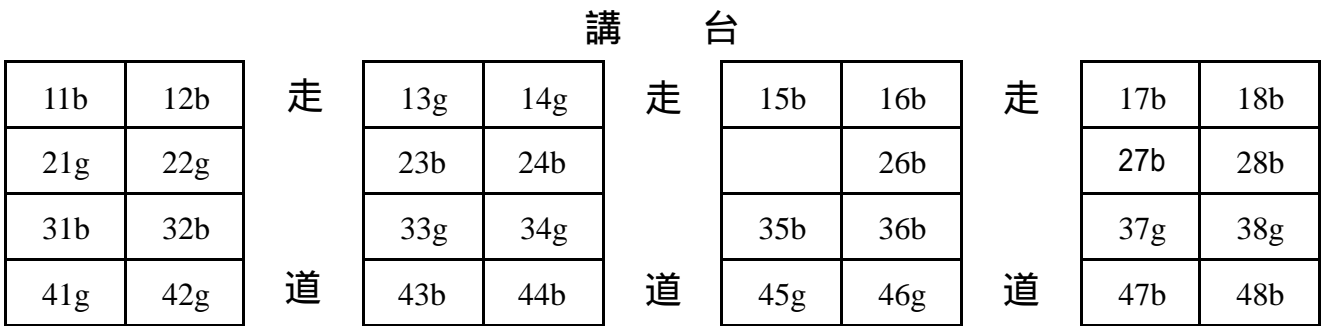 講 台
11b 12b 走 13g 14g 走 15b 16b 走 17b 18b
21g 22g 23b 24b 26b 27b 28b
31b 32b 33g 34g 35b 36b 37g 38g
41g 42g 道 43b 44b 道 45g 46g 道 47b 48b